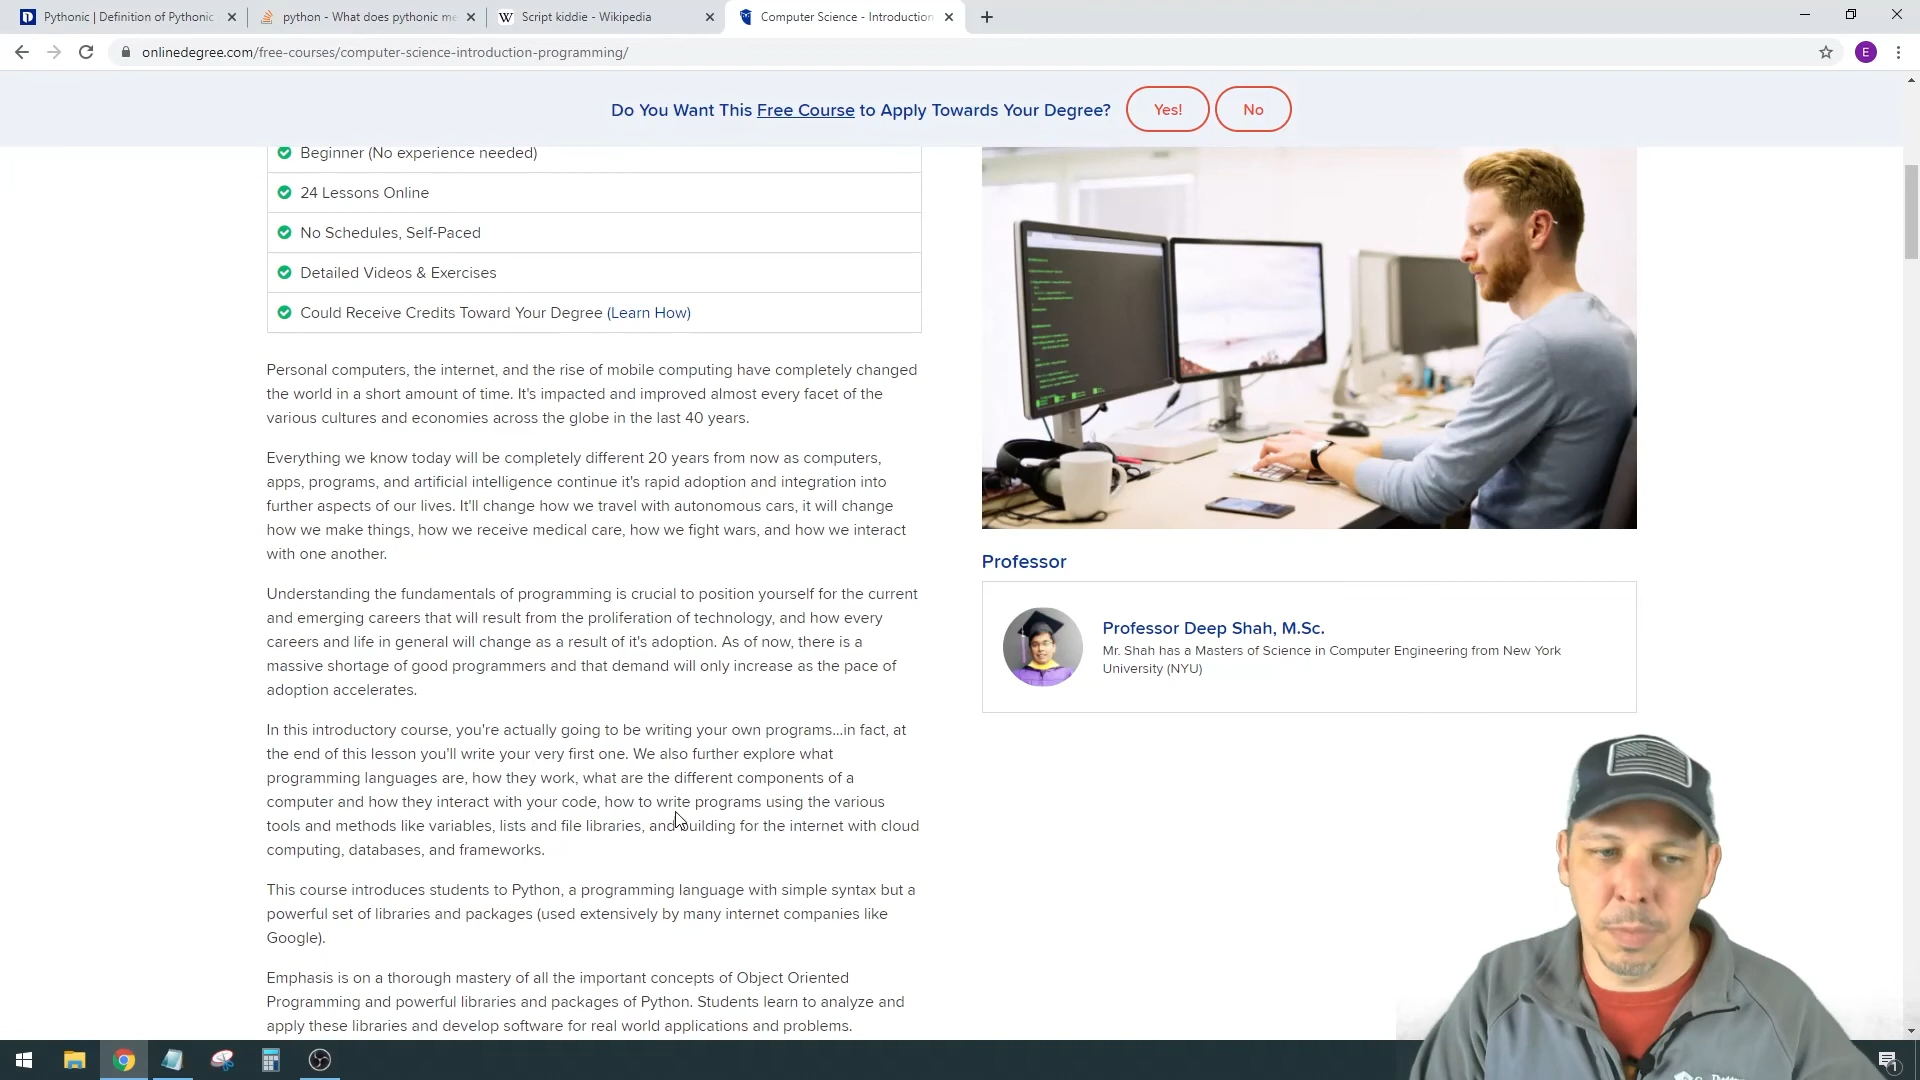 Pythonic | Definition of Pythonic
python - What does pythonic me
W Script kiddie - Wikipedia
Computer Science - Introduction
onlinedegree.com/free-courses/computer-science-introduction-programming/
E
Do You Want This Free Course to Apply Towards Your Degree? Yes! No
Beginner (No experience needed)
24 Lessons Online
No Schedules, Self-Paced
Detailed Videos & Exercises
Could Receive Credits Toward Your Degree (Learn How)
Personal computers, the internet, and the rise of mobile computing have completely changed
the world in a short amount of time. It's impacted and improved almost every facet of the
various cultures and economies across the globe in the last 40 years.
Everything we know today will be completely different 20 years from now as computers,
apps, programs, and artificial intelligence continue it's rapid adoption and integration into
further aspects of our lives. It'll change how we travel with autonomous cars, it will change
how we make things, how we receive medical care, how we fight wars, and how we interact
with one another.
Understanding the fundamentals of programming is crucial to position yourself for the current
and emerging careers that will result from the proliferation of technology, and how every
careers and life in general will change as a result of it's adoption. As of now, there is a
massive shortage of good programmers and that demand will only increase as the pace of
adoption accelerates.
In this introductory course, you're actually going to be writing your own programs...in fact, at
the end of this lesson you'll write your very first one. We also further explore what
programming languages are, how they work, what are the different components of a
computer and how they interact with your code, how to write programs using the various
tools and methods like variables, lists and file libraries, and building for the internet with cloud
computing, databases, and frameworks.
This course introduces students to Python, a programming language with simple syntax but a
powerful set of libraries and packages (used extensively by many internet companies like
Google).
Emphasis is on a thorough mastery of all the important concepts of Object Oriented
Programming and powerful libraries and packages of Python. Students learn to analyze and
apply these libraries and develop software for real world applications and problems.
Professor
Professor Deep Shah, M.Sc.
Mr. Shah has a Masters of Science in Computer Engineering from New York
University (NYU)
1